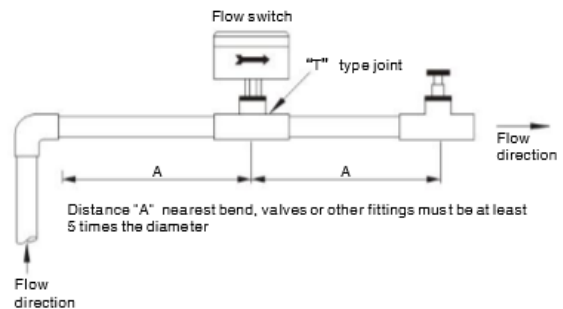 Flow switch
"T" type joint
Flow
direction
A
A
Distance "A" nearest bend, valves or other fittings must be at least
5 times the diameter
Flow
direction